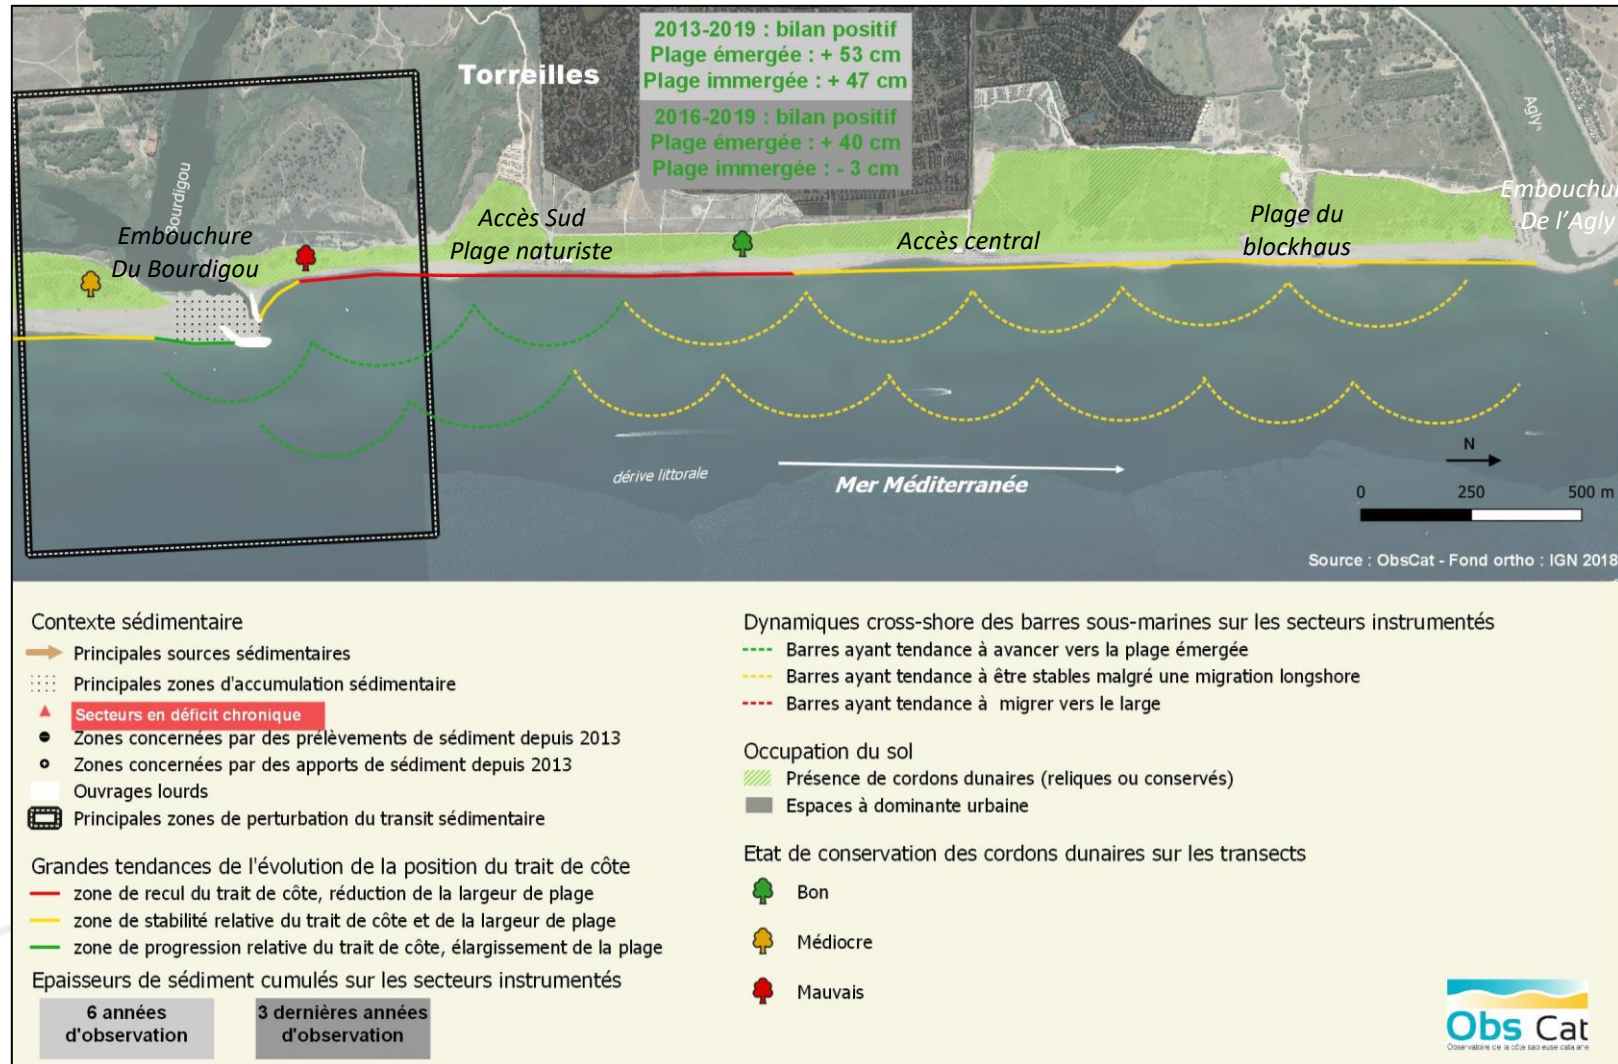 2013-2019 : bilan positif
Plage émergée : + 53 cm
Plage immergée : + 47 cm
2016-2019 : bilan positif
Plage émergée : + 40 cm
Plage immergée : - 3 cm
Torreilles
Bourdigou
Agly
Embouchure
Du Bourdigou
Accès Sud
Plage naturiste
Accès central
Plage du
blockhaus
Embouchur
De l'Agly
dérive littorale
Mer Méditerranée
N
0 250 500 m
Source : ObsCat - Fond ortho : IGN 2018
Contexte sédimentaire
Principales sources sédimentaires
Principales zones d'accumulation sédimentaire
Secteurs en déficit chronique
Zones concernées par des prélèvements de sédiment depuis 2013
Zones concernées par des apports de sédiment depuis 2013
Ouvrages lourds
Principales zones de perturbation du transit sédimentaire
Grandes tendances de l'évolution de la position du trait de côte
zone de recul du trait de côte, réduction de la largeur de plage
zone de stabilité relative du trait de côte et de la largeur de plage
zone de progression relative du trait de côte, élargissement de la plage
Epaisseurs de sédiment cumulés sur les secteurs instrumentés
6 années
d'observation
3 dernières années
d'observation
Dynamiques cross-shore des barres sous-marines sur les secteurs instrumentés
Barres ayant tendance à avancer vers la plage émergée
Barres ayant tendance à être stables malgré une migration longshore
Barres ayant tendance à migrer vers le large
Occupation du sol
Présence de cordons dunaires (reliques ou conservés)
Espaces à dominante urbaine
Etat de conservation des cordons dunaires sur les transects
Bon
Médiocre
Mauvais
Obs Cat
Observatoire de la côte sableuse catalane